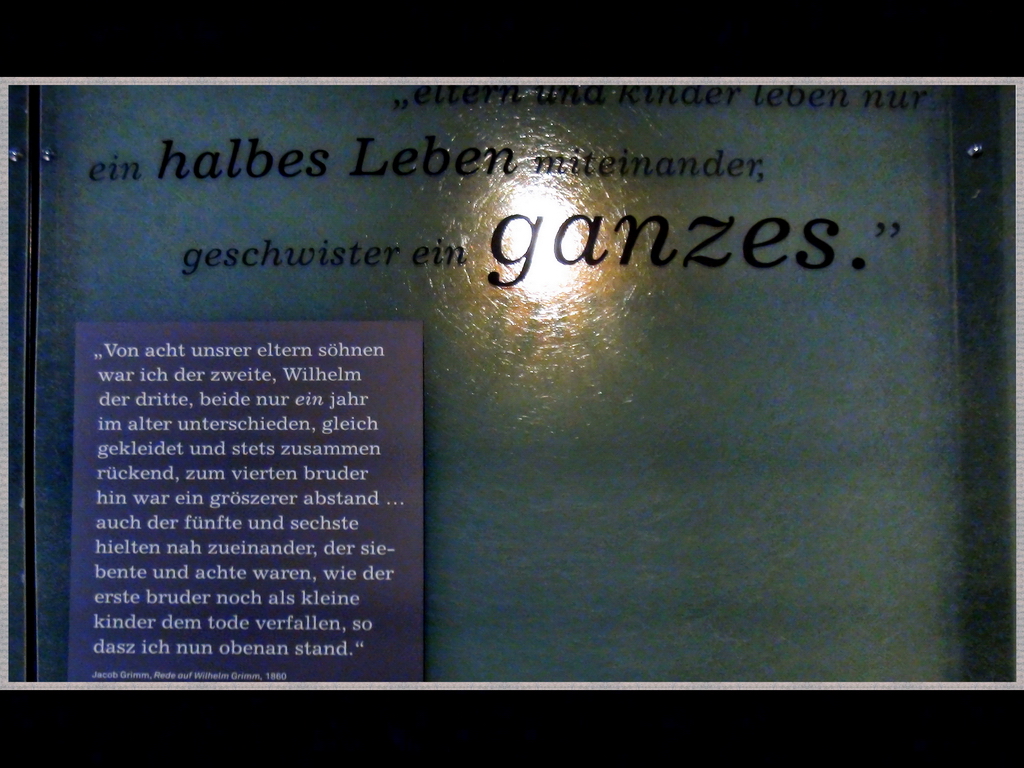 „eltern und kinder leben nur
ein halbes Leben miteinander,
geschwister ein ganzes.”
„Von acht unsrer eltern söhnen
war ich der zweite, Wilhelm
der dritte, beide nur ein jahr
im alter unterschieden, gleich
gekleidet und stets zusammen
rückend, zum vierten bruder
hin war ein gröszerer abstand ...
auch der fünfte und sechste
hielten nah zueinander, der sie-
bente und achte waren, wie der
erste bruder noch als kleine
kinder dem tode verfallen, so
dasz ich nun obenan stand.“
Jacob Grimm, Rede auf Wilhelm Grimm, 1860